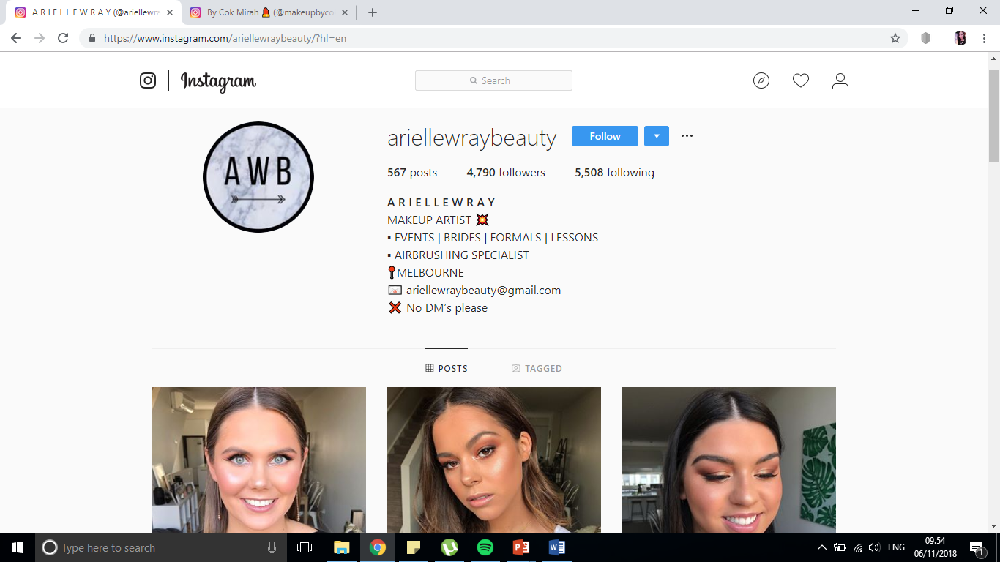 A R I E L L E W R A Y (@ariellewra
By Cok Mirah (@makeupbyco
https://www.instagram.com/ariellewraybeauty/?hl=en
Instagram
Search
ariellewraybeauty
Follow
567 posts 4,790 followers 5,508 following
A R I E L L E W R A Y
MAKEUP ARTIST 💥
▪ EVENTS | BRIDES | FORMALS | LESSONS
▪ AIRBRUSHING SPECIALIST
📍MELBOURNE
💌 ariellewraybeauty@gmail.com
❌ No DM's please
POSTS TAGGED
AWB
Type here to search
ENG
09.54
06/11/2018
1